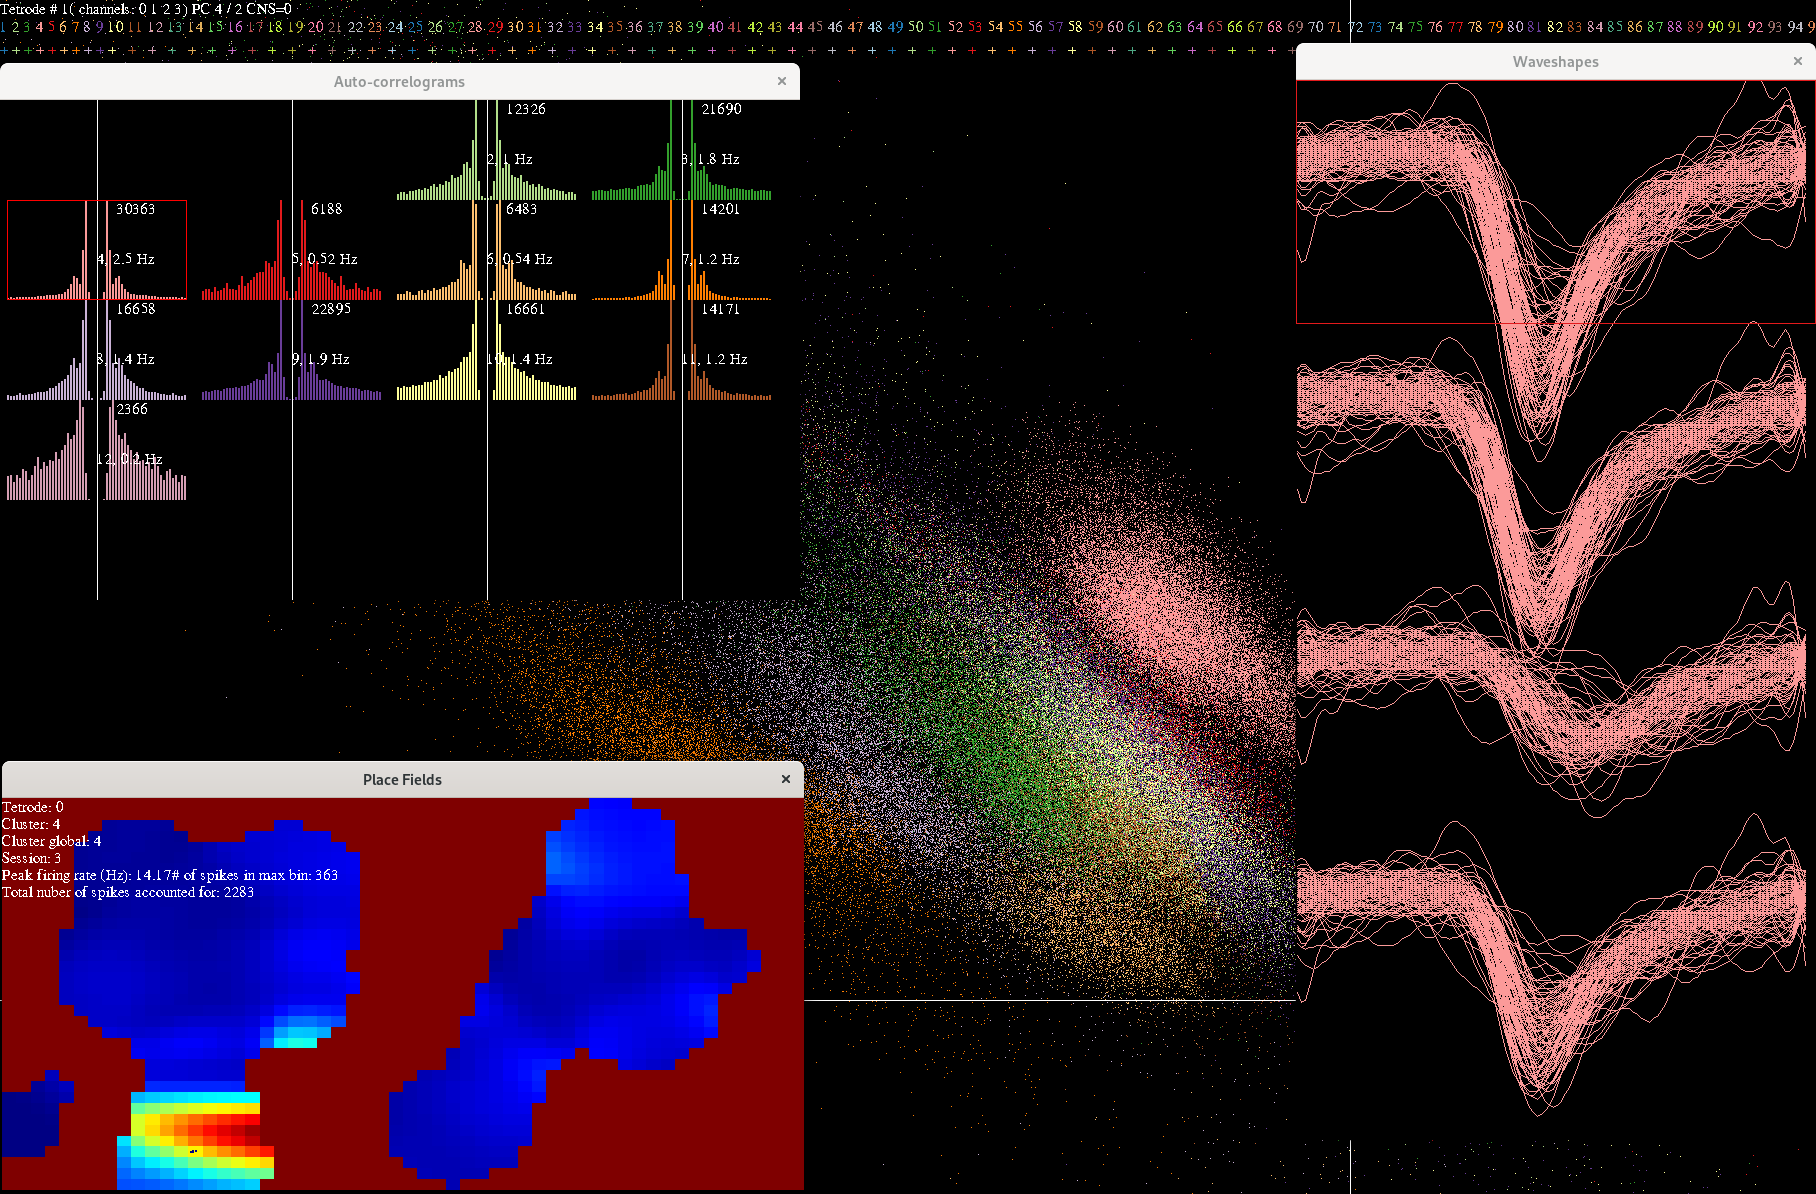 Tetrode # 1( channels: 0 1 2 3) PC 4 / 2 CNS=0
1 2 3 4 5 6 7 8 9 10 11 12 13 14 15 16 17 18 19 20 21 22 23 24 25 26 27 28 29 30 31 32 33 34 35 36 37 38 39 40 41 42 43 44 45 46 47 48 49 50 51 52 53 54 55 56 57 58 59 60 61 62 63 64 65 66 67 68 69 70 71 72 73 74 75 76 77 78 79 80 81 82 83 84 85 86 87 88 89 90 91 92 93 94 9
Auto-correlograms
12326
21690
2, 1 Hz
3, 1.8 Hz
30363
6188
6483
14201
4, 2.5 Hz
5, 0.52 Hz
6, 0.54 Hz
7, 1.2 Hz
16658
22895
16661
14171
8, 1.4 Hz
9, 1.9 Hz
10, 1.4 Hz
11, 1.2 Hz
2366
12, 0.2 Hz
Waveshapes
Place Fields
Tetrode: 0
Cluster: 4
Cluster global: 4
Session: 3
Peak firing rate (Hz): 14.17# of spikes in max bin: 363
Total nuber of spikes accounted for: 2283